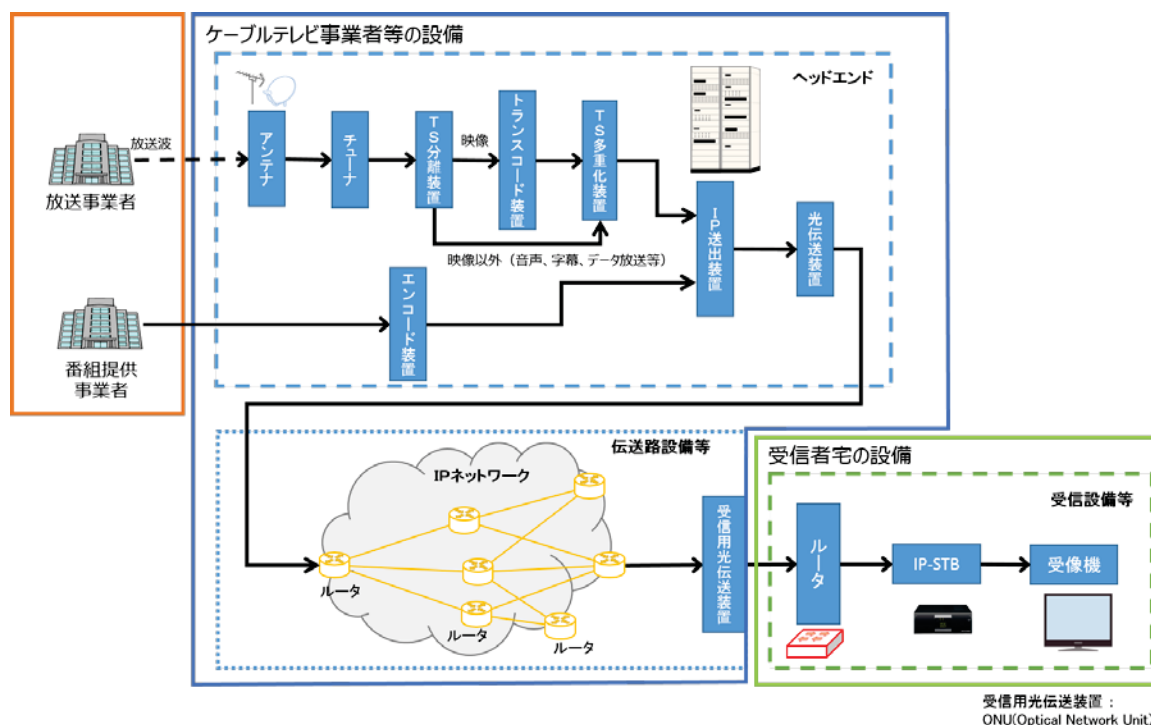 ケーブルテレビ事業者等の設備
ヘッドエンド
放送波
放送事業者
アンテナ
チューナ
TS分離装置
映像
トランスコード装置
TS多重化装置
映像以外（音声、字幕、データ放送等）
IP送出装置
光伝送装置
エンコード装置
番組提供
事業者
伝送路設備等
IPネットワーク
ルータ
ルータ
ルータ
受信用光伝送装置
受信者宅の設備
受信設備等
ルータ
IP-STB
受像機
受信用光伝送装置：
ONU(Optical Network Unit)